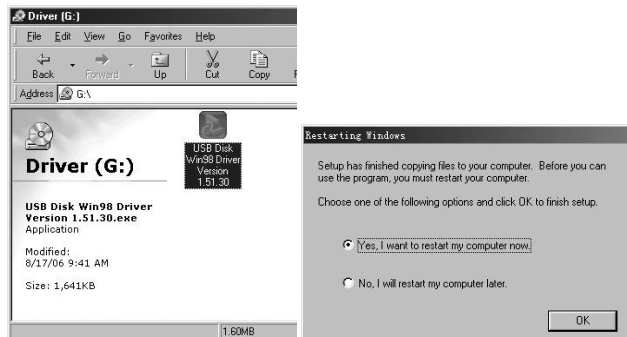 Driver (G:)
File Edit View Go Favorites Help
Back Forward Up Cut Copy
Address G:\
USB Disk
Win98 Driver
Version
1.51.30
Driver (G:)
USB Disk Win98 Driver
Version 1.51.30.exe
Application
Modified:
8/17/06 9:41 AM
Size: 1,641KB
1.60MB
Restarting Windows
Setup has finished copying files to your computer. Before you can
use the program, you must restart your computer.
Choose one of the following options and click OK to finish setup.
Yes, I want to restart my computer now.
No, I will restart my computer later.
OK